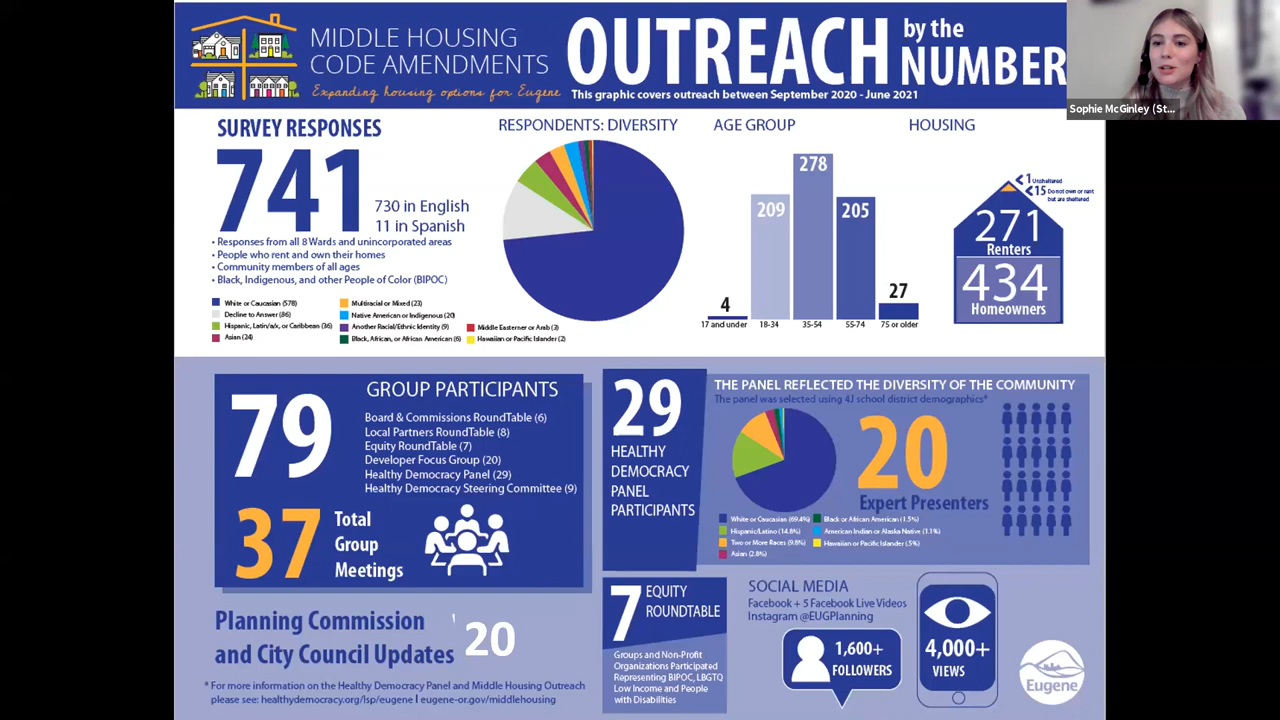 MIDDLE HOUSING
CODE AMENDMENTS
Expanding housing options for Eugene
OUTREACH by the NUMBER
This graphic covers outreach between September 2020 - June 2021
Sophie McGinley (St...
SURVEY RESPONSES
741
730 in English
11 in Spanish
• Responses from all 8 Wards and unincorporated areas
• People who rent and own their homes
• Community members of all ages
• Black, Indigenous, and other People of Color (BIPOC)
White or Caucasian (578)
Decline to Answer (86)
Hispanic, Latin/a/x, or Caribbean (36)
Asian (24)
Multiracial or Mixed (23)
Native American or Indigenous (20)
Another Racial/Ethnic Identity (9)
Black, African, or African American (6)
Middle Easterner or Arab (3)
Hawaiian or Pacific Islander (2)
RESPONDENTS: DIVERSITY
AGE GROUP
4
209
278
205
27
17 and under
18-34
35-54
55-74
75 or older
HOUSING
<1 Unsheltered
<15 Do not own or rent
but are sheltered
271
Renters
434
Homeowners
79
GROUP PARTICIPANTS
Board & Commissions RoundTable (6)
Local Partners RoundTable (8)
Equity RoundTable (7)
Developer Focus Group (20)
Healthy Democracy Panel (29)
Healthy Democracy Steering Committee (9)
37
Total
Group
Meetings
29
HEALTHY
DEMOCRACY
PANEL
PARTICIPANTS
THE PANEL REFLECTED THE DIVERSITY OF THE COMMUNITY
The panel was selected using 4J school district demographics*
20
Expert Presenters
White or Caucasian (69.4%)
Hispanic/Latino (14.8%)
Two or More Races (9.8%)
Asian (2.8%)
Black or African American (1.5%)
American Indian or Alaska Native (1.1%)
Hawaiian or Pacific Islander (.5%)
Planning Commission
and City Council Updates
20
* For more information on the Healthy Democracy Panel and Middle Housing Outreach
please see: healthydemocracy.org/lsp/eugene I eugene-or.gov/middlehousing
7
EQUITY
ROUNDTABLE
Groups and Non-Profit
Organizations Participated
Representing BIPOC, LBGTQ
Low Income and People
with Disabilities
SOCIAL MEDIA
Facebook + 5 Facebook Live Videos
Instagram @EUGPlanning
1,600+
FOLLOWERS
4,000+
VIEWS
Eugene